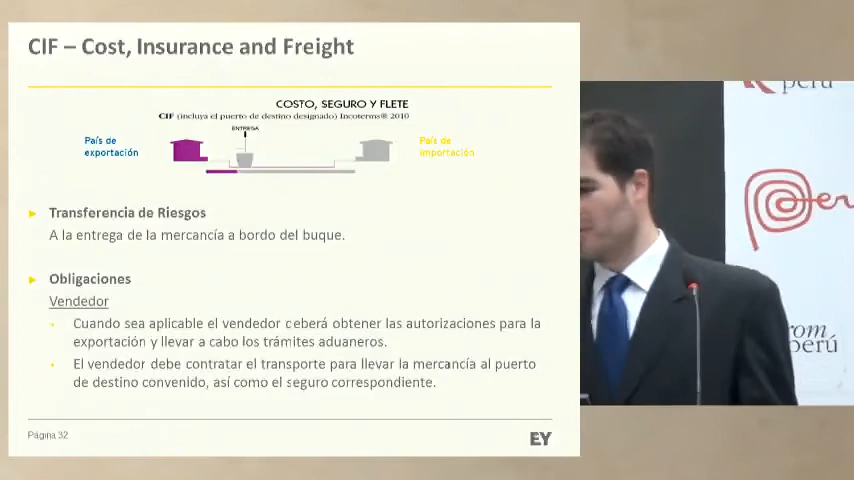 CIF – Cost, Insurance and Freight
COSTO, SEGURO Y FLETE
CIF (incluya el puerto de destino designado) Incoterms® 2010
ENTREGA
País de
exportación
País de
importación
Transferencia de Riesgos
A la entrega de la mercancía a bordo del buque.
Obligaciones
Vendedor
Cuando sea aplicable el vendedor deberá obtener las autorizaciones para la
exportación y llevar a cabo los trámites aduaneros.
El vendedor debe contratar el transporte para llevar la mercancía al puerto
de destino convenido, así como el seguro correspondiente.
Página 32
EY
perú
rom
perú